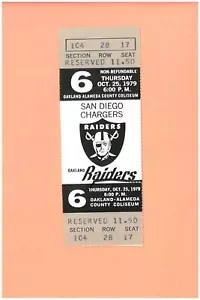 104 28 17
SECTION ROW SEAT
RESERVED 11.50
6
NON-REFUNDABLE
THURSDAY
OCT. 25, 1979
6:00 P.M.
OAKLAND-ALAMEDA COUNTY COLISEUM
SAN DIEGO
CHARGERS
RAIDERS
OAKLAND
Raiders
6
THURSDAY, OCT. 25, 1979
6:00 P.M.
OAKLAND-ALAMEDA
COUNTY COLISEUM
RESERVED 11.50
SECTION ROW SEAT
104 28 17